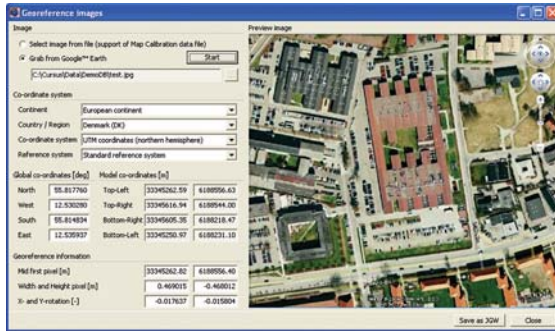 Georeference images
Image
Select image from file (support of Map Calibration data file)
Grab from Google™ Earth
Start
C:\Cursus\Data\DemoDB\test.jpg
...
Co-ordinate system
Continent European continent
Country / Region Denmark (DK)
Co-ordinate system UTM coordinates (northern hemisphere)
Reference system Standard reference system
Global co-ordinates [deg] Model co-ordinates [m]
North 55.817760 Top-Left 33345262.59 6188556.63
West 12.530280 Top-Right 33345616.94 6188544.00
South 55.814834 Bottom-Right 33345605.35 6188218.47
East 12.535937 Bottom-Left 33345250.97 6188231.10
Georeference information
Mid first pixel [m] 33345262.82 6188556.40
Width and Height pixel [m] 0.469015 -0.468012
X- and Y-rotation [-] -0.017637 -0.015804
Preview image
Save as JGW
Close